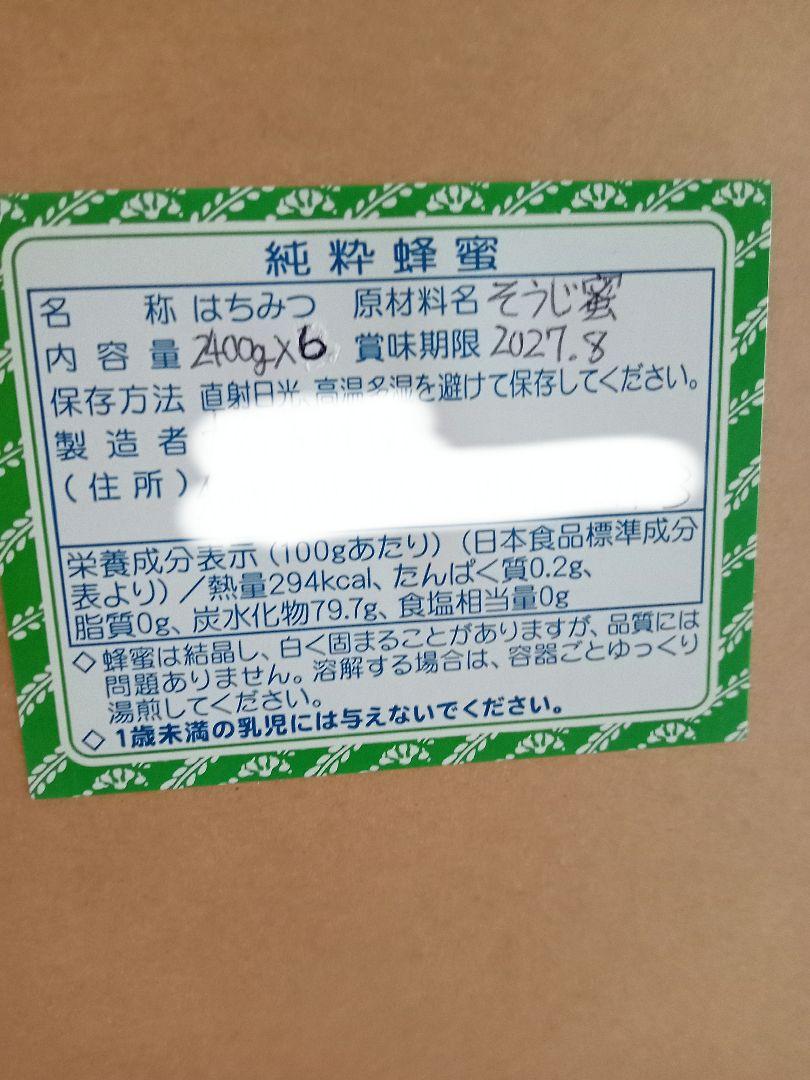 純粋蜂蜜
名称 はちみつ 原材料名 そうじ蜜
内容量 2400g×6 賞味期限 2027.8
保存方法 直射日光、高温多湿を避けて保存してください。
製造者
(住所)
栄養成分表示(100gあたり)(日本食品標準成分
表より)/熱量294kcal、たんぱく質0.2g、
脂質0g、炭水化物79.7g、食塩相当量0g
◇蜂蜜は結晶し、白く固まることがありますが、品質には
問題ありません。溶解する場合は、容器ごとゆっくり
湯煎してください。
◇1歳未満の乳児には与えないでください。